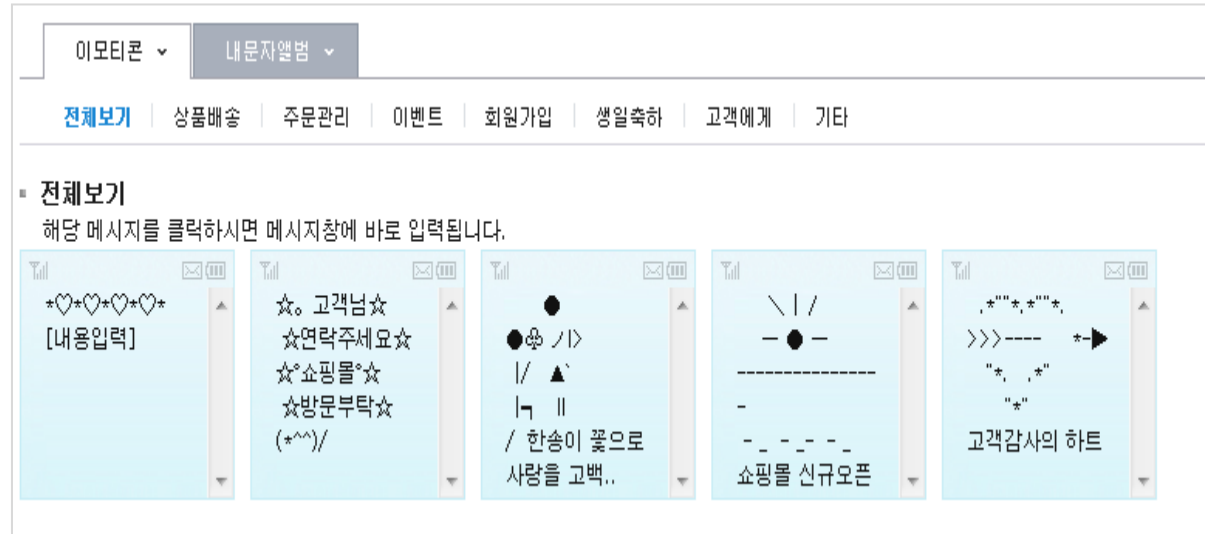 이모티콘
내문자앨범
전체보기 상품배송 주문관리 이벤트 회원가입 생일축하 고객에게 기타
전체보기
해당 메시지를 클릭하시면 메시지창에 바로 입력됩니다.
*♡*♡*♡*♡*
[내용입력]
☆。고객님☆
☆연락주세요☆
☆°쇼핑몰°☆
☆방문부탁☆
(*^^)/
●
●♧ ノl▷
|/ ▲`
|┓ ||
/ 한송이 꽃으로
사랑을 고백..
＼ | /
─ ● ─
---------------
-
- _ - _- - _
쇼핑몰 신규오픈
,*""*,*""*,
>>>---- *-▶
"*, ,*"
"*"
고객감사의 하트